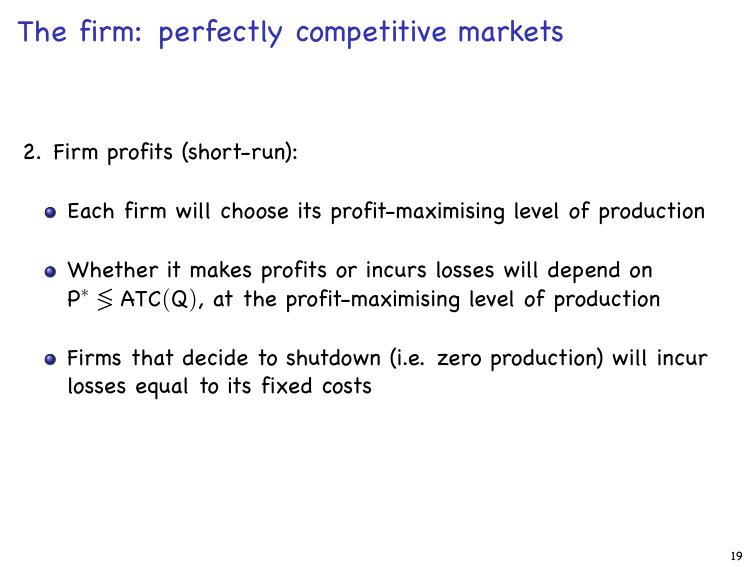 The firm: perfectly competitive markets
2. Firm profits (short-run):
Each firm will choose its profit-maximising level of production
Whether it makes profits or incurs losses will depend on
P* ⋚ ATC(Q), at the profit-maximising level of production
Firms that decide to shutdown (i.e. zero production) will incur
losses equal to its fixed costs
19